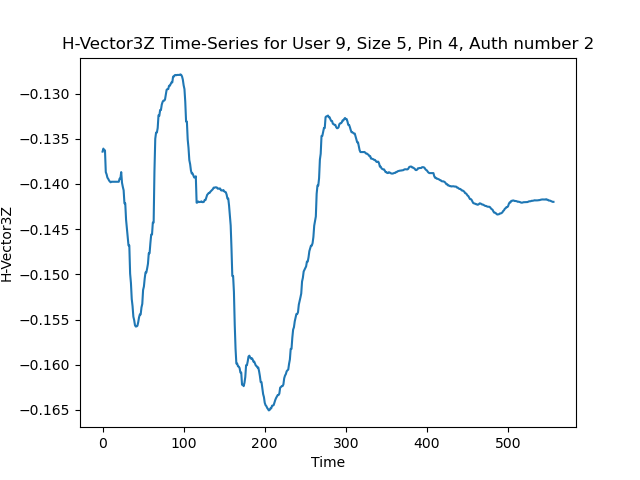 H-Vector3Z Time-Series for User 9, Size 5, Pin 4, Auth number 2
−0.130
−0.135
−0.140
−0.145
−0.150
−0.155
−0.160
−0.165
H-Vector3Z
0 100 200 300 400 500
Time